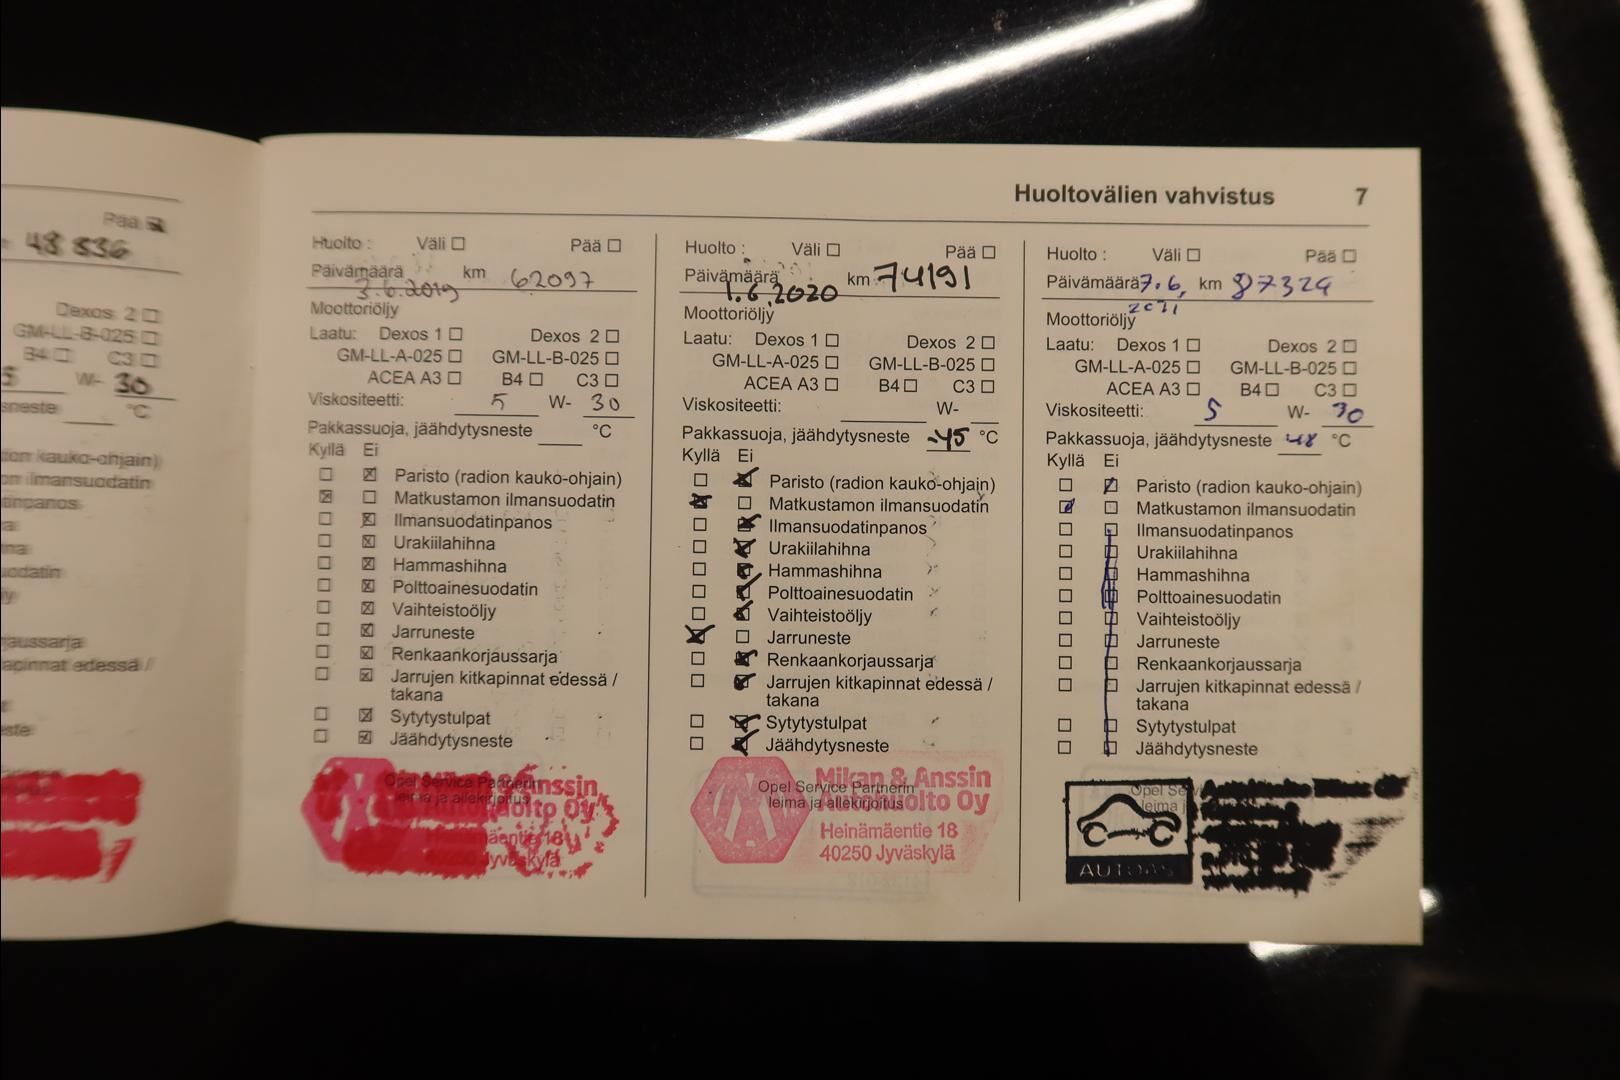 Pää
48 836
Dexos 2
GM-LL-B-025
B4 C3
5 W- 30
°C
Huoltovälien vahvistus 7
Huolto : Väli Pää
Päivämäärä km 62097
3.6.2019
Moottoriöljy
Laatu: Dexos 1 Dexos 2
GM-LL-A-025 GM-LL-B-025
ACEA A3 B4 C3
Viskositeetti: 5 W- 30
Pakkassuoja, jäähdytysneste °C
Kyllä Ei
Paristo (radion kauko-ohjain)
Matkustamon ilmansuodatin
Ilmansuodatinpanos
Urakiilahihna
Hammashihna
Polttoainesuodatin
Vaihteistoöljy
Jarruneste
Renkaankorjaussarja
Jarrujen kitkapinnat edessä /
takana
Sytytystulpat
Jäähdytysneste
Opel Service Partnerin
leima ja allekirjoitus
Huolto : Väli Pää
Päivämäärä km 74191
1.6.2020
Moottoriöljy
Laatu: Dexos 1 Dexos 2
GM-LL-A-025 GM-LL-B-025
ACEA A3 B4 C3
Viskositeetti: W-
Pakkassuoja, jäähdytysneste -45 °C
Kyllä Ei
Paristo (radion kauko-ohjain)
Matkustamon ilmansuodatin
Ilmansuodatinpanos
Urakiilahihna
Hammashihna
Polttoainesuodatin
Vaihteistoöljy
Jarruneste
Renkaankorjaussarja
Jarrujen kitkapinnat edessä /
takana
Sytytystulpat
Jäähdytysneste
Mikan & Anssin
Opel Service Partnerin
leima ja allekirjoitus
Autohuolto Oy
Heinämäentie 18
40250 Jyväskylä
Huolto : Väli Pää
Päivämäärä 7.6. km 87324
2021
Moottoriöljy
Laatu: Dexos 1 Dexos 2
GM-LL-A-025 GM-LL-B-025
ACEA A3 B4 C3
Viskositeetti: 5 W- 30
Pakkassuoja, jäähdytysneste -48 °C
Kyllä Ei
Paristo (radion kauko-ohjain)
Matkustamon ilmansuodatin
Ilmansuodatinpanos
Urakiilahihna
Hammashihna
Polttoainesuodatin
Vaihteistoöljy
Jarruneste
Renkaankorjaussarja
Jarrujen kitkapinnat edessä /
takana
Sytytystulpat
Jäähdytysneste